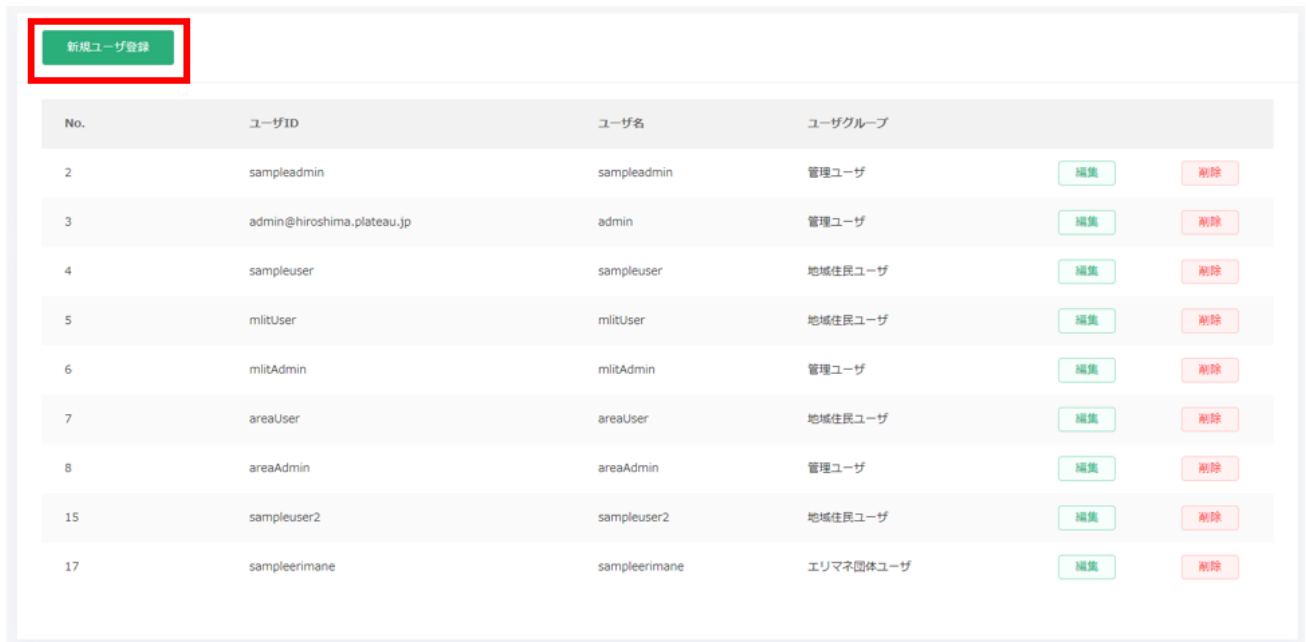 新規ユーザ登録
No. ユーザID ユーザ名 ユーザグループ
2 sampleadmin sampleadmin 管理ユーザ 編集 削除
3 admin@hiroshima.plateau.jp admin 管理ユーザ 編集 削除
4 sampleuser sampleuser 地域住民ユーザ 編集 削除
5 mlitUser mlitUser 地域住民ユーザ 編集 削除
6 mlitAdmin mlitAdmin 管理ユーザ 編集 削除
7 areaUser areaUser 地域住民ユーザ 編集 削除
8 areaAdmin areaAdmin 管理ユーザ 編集 削除
15 sampleuser2 sampleuser2 地域住民ユーザ 編集 削除
17 sampleerimane sampleerimane エリマネ団体ユーザ 編集 削除